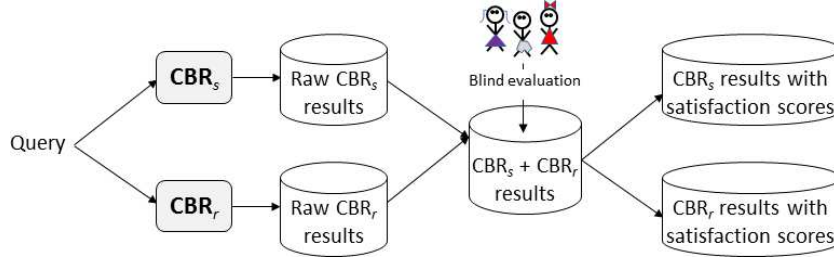 Query
CBRs
CBRr
Raw CBRs
results
Raw CBRr
results
Blind evaluation
CBRs + CBRr
results
CBRs results with
satisfaction scores
CBRr results with
satisfaction scores